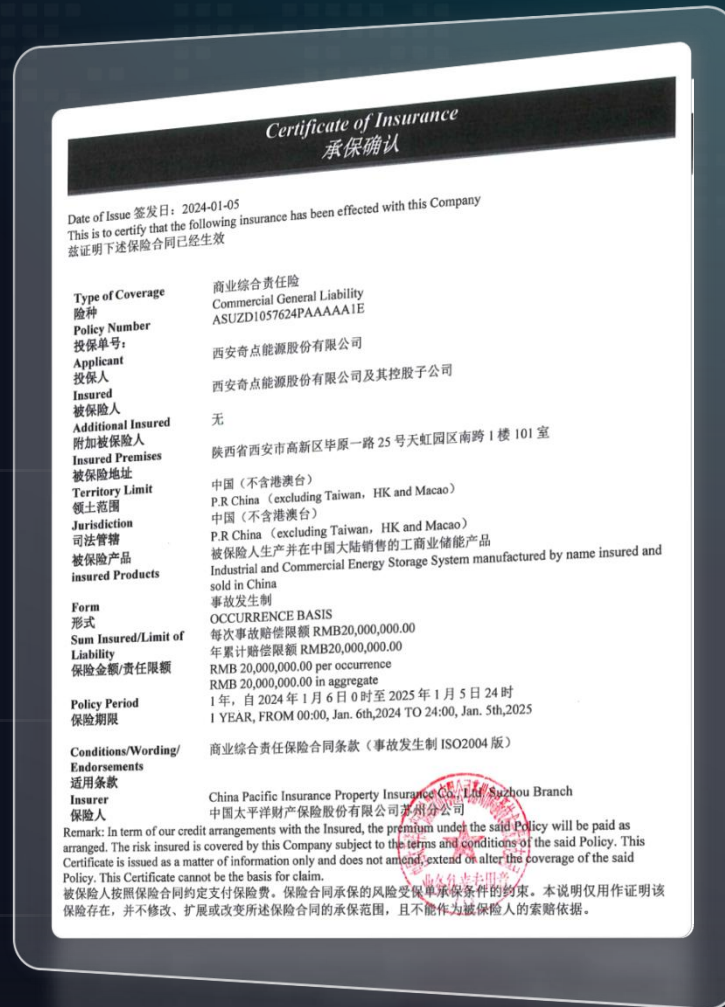 Certificate of Insurance
承保确认
Date of Issue 签发日：2024-01-05
This is to certify that the following insurance has been effected with this Company
兹证明下述保险合同已经生效
Type of Coverage
险种
商业综合责任险
Commercial General Liability
Policy Number
投保单号：
ASUZD1057624PAAAAA1E
Applicant
投保人
西安奇点能源股份有限公司
Insured
被保险人
西安奇点能源股份有限公司及其控股子公司
Additional Insured
附加被保险人
无
Insured Premises
被保险地址
陕西省西安市高新区毕原一路 25 号天虹园区南跨 1 楼 101 室
Territory Limit
领土范围
中国（不含港澳台）
P.R China （excluding Taiwan，HK and Macao）
Jurisdiction
司法管辖
中国（不含港澳台）
P.R China （excluding Taiwan，HK and Macao）
被保险产品
insured Products
被保险人生产并在中国大陆销售的工商业储能产品
Industrial and Commercial Energy Storage System manufactured by name insured and
sold in China
Form
形式
事故发生制
OCCURRENCE BASIS
Sum Insured/Limit of
Liability
保险金额/责任限额
每次事故赔偿限额 RMB20,000,000.00
年累计赔偿限额 RMB20,000,000.00
RMB 20,000,000.00 per occurrence
RMB 20,000,000.00 in aggregate
Policy Period
保险期限
1 年，自 2024 年 1 月 6 日 0 时至 2025 年 1 月 5 日 24 时
1 YEAR, FROM 00:00, Jan. 6th,2024 TO 24:00, Jan. 5th,2025
Conditions/Wording/
Endorsements
适用条款
商业综合责任保险合同条款（事故发生制 ISO2004 版）
Insurer
保险人
China Pacific Insurance Property Insurance Co., Ltd, Suzhou Branch
中国太平洋财产保险股份有限公司苏州分公司
Remark: In term of our credit arrangements with the Insured, the premium under the said Policy will be paid as
arranged. The risk insured is covered by this Company subject to the terms and conditions of the said Policy. This
Certificate is issued as a matter of information only and does not amend, extend or alter the coverage of the said
Policy. This Certificate cannot be the basis for claim.
被保险人按照保险合同约定支付保险费。保险合同承保的风险受保单承保条件的约束。本说明仅用作证明该
保险存在，并不修改、扩展或改变所述保险合同的承保范围，且不能作为被保险人的索赔依据。